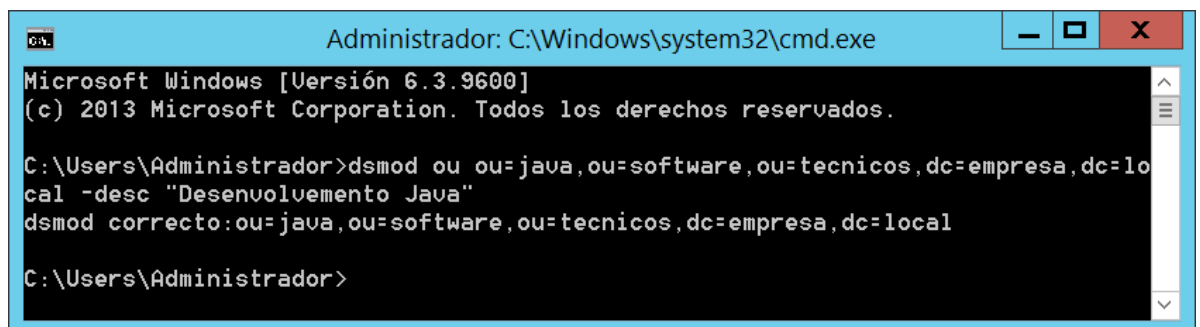 Administrador: C:\Windows\system32\cmd.exe
Microsoft Windows [Versión 6.3.9600]
(c) 2013 Microsoft Corporation. Todos los derechos reservados.
C:\Users\Administrador>dsmod ou ou=java,ou=software,ou=tecnicos,dc=empresa,dc=lo
cal -desc "Desenvolvemento Java"
dsmod correcto:ou=java,ou=software,ou=tecnicos,dc=empresa,dc=local
C:\Users\Administrador>